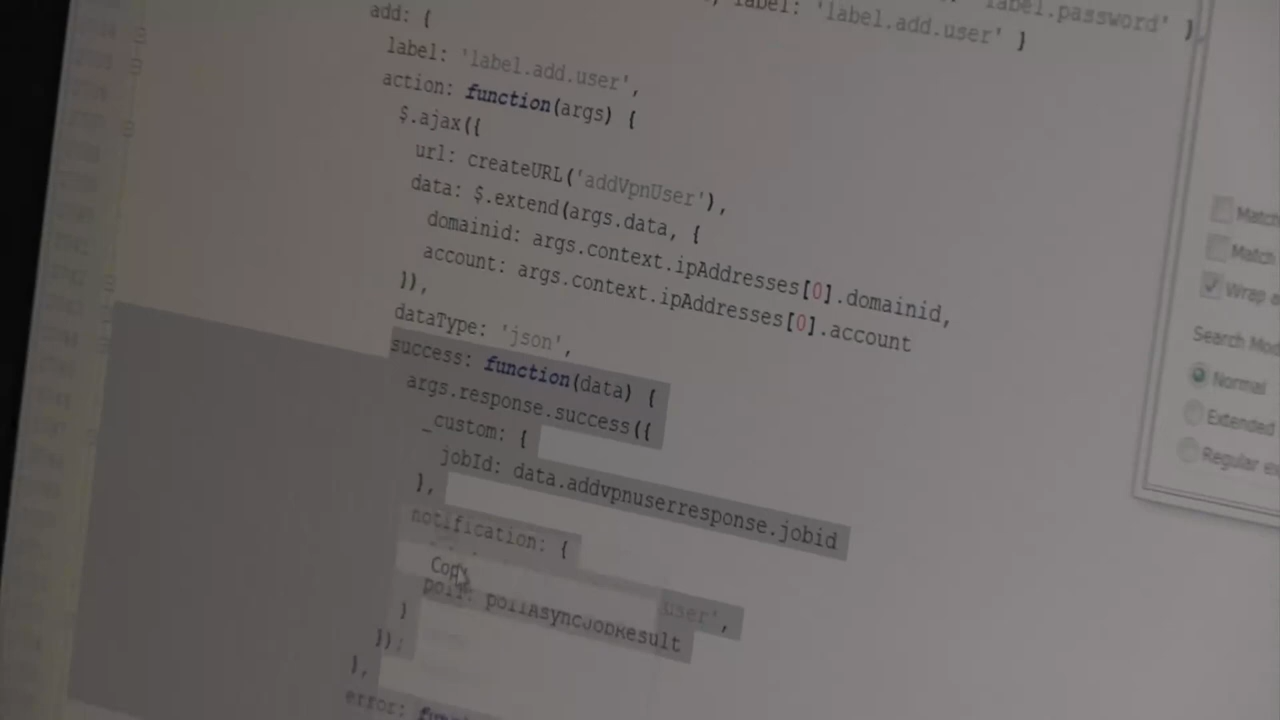 label.password' }
label: 'label.add.user' }
add: {
label: 'label.add.user',
action: function(args) {
$.ajax({
url: createURL('addVpnUser'),
data: $.extend(args.data, {
domainid: args.context.ipAddresses[0].domainid,
account: args.context.ipAddresses[0].account
}),
dataType: 'json',
success: function(data) {
args.response.success({
_custom: {
jobId: data.addvpnuserresponse.jobid
},
notification: {
Copy
user',
poll: pollAsyncJobResult
}
});
},
error:
Match
Match
Wrap
Search
Normal
Extended
Regular